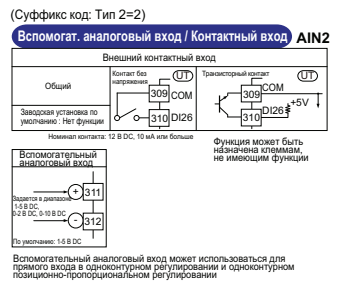 (Суффикс код: Тип 2=2)
Вспомогат. аналоговый вход / Контактный вход AIN2
Внешний контактный вход
Общий
Контакт без
напряжения
UT
309 COM
310 DI26
Транзисторный контакт
UT
COM
309
DI26 +5V
310
Заводская установка по
умолчанию : Нет функции
Номинал контакта: 12 В DC, 10 мА или больше
Функция может быть
назначена клеммам,
не имеющим функции
Вспомогательный
аналоговый вход
+ 311
Задается в диапазоне
1-5 В DC,
0-2 В DC, 0-10 В DC
- 312
По умолчанию: 1-5 В DC
Вспомогательный аналоговый вход может использоваться для
прямого входа в одноконтурном регулировании и одноконтурном
позиционно-пропорциональном регулировании